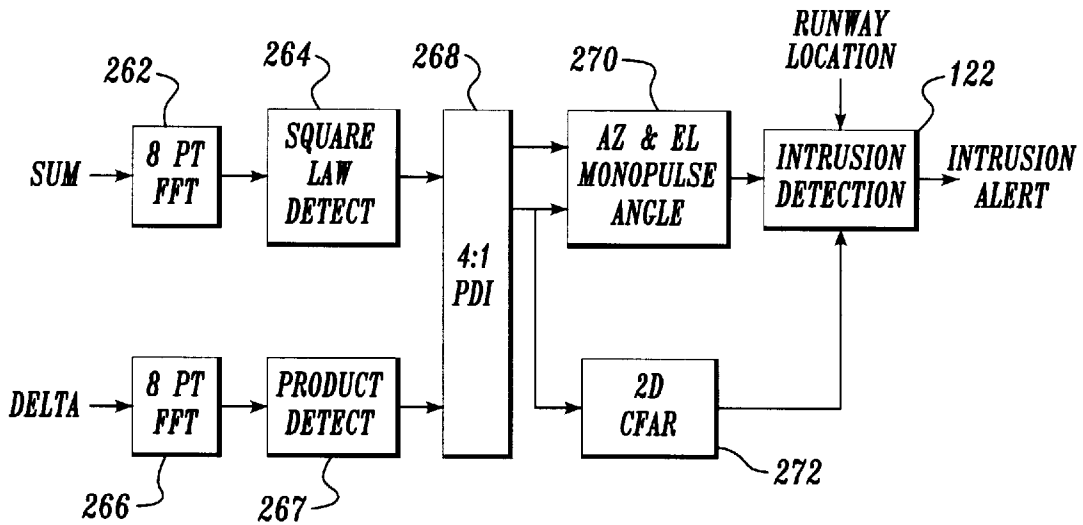 RUNWAY
LOCATION
262
264
268
270
122
SUM
8 PT
FFT
SQUARE
LAW
DETECT
AZ & EL
MONOPULSE
ANGLE
INTRUSION
DETECTION
INTRUSION
ALERT
4:1
PDI
DELTA
8 PT
FFT
PRODUCT
DETECT
2D
CFAR
266
267
272